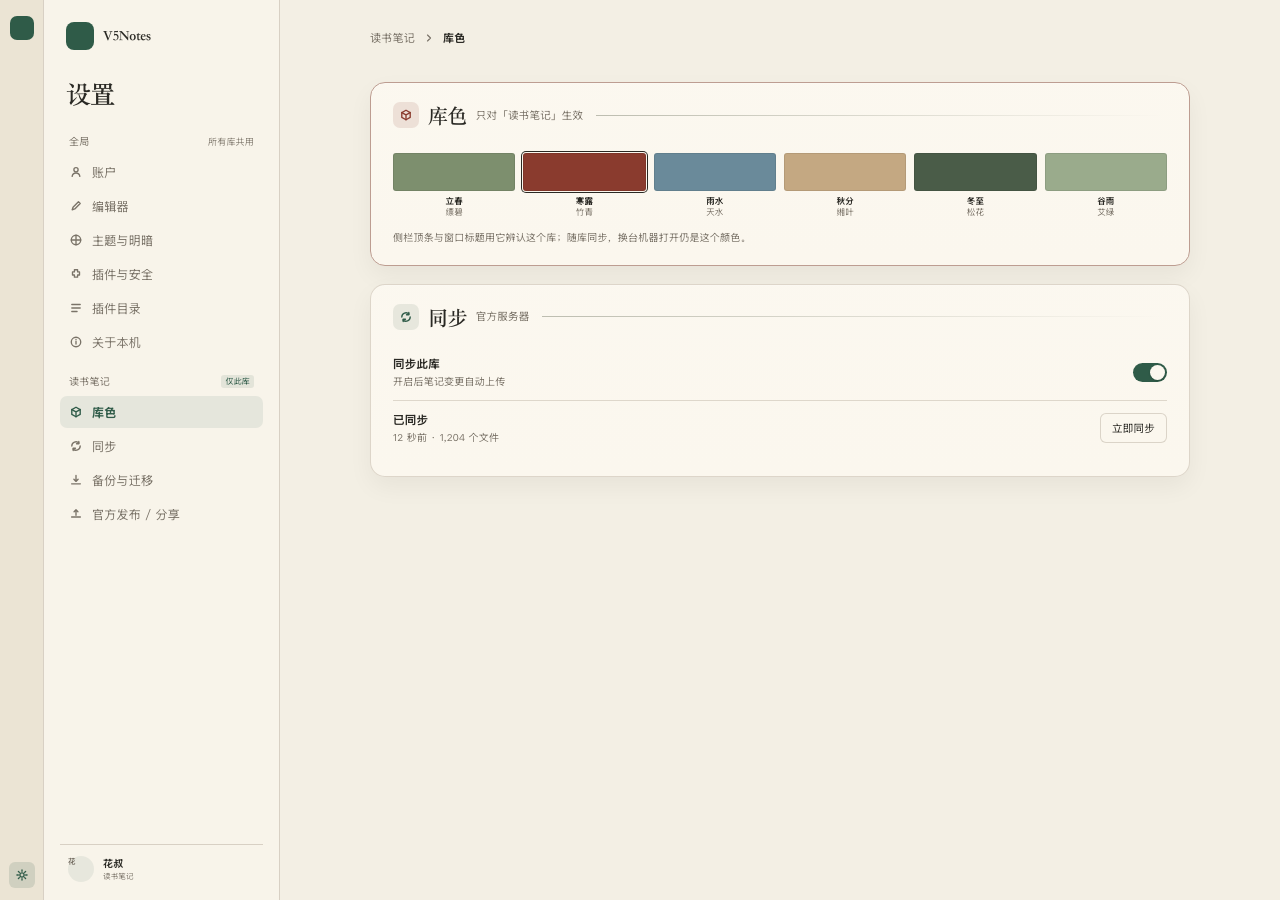 V5Notes
设置
全局
所有库共用
账户
编辑器
主题与明暗
插件与安全
插件目录
关于本机
读书笔记
仅此库
库色
同步
备份与迁移
官方发布 / 分享
花
花叔
读书笔记
读书笔记 > 库色
库色 只对「读书笔记」生效
立春
缥碧
寒露
竹青
雨水
天水
秋分
缃叶
冬至
松花
谷雨
艾绿
侧栏顶条与窗口标题用它辨认这个库；随库同步，换台机器打开仍是这个颜色。
同步 官方服务器
同步此库
开启后笔记变更自动上传
已同步
12 秒前 · 1,204 个文件
立即同步